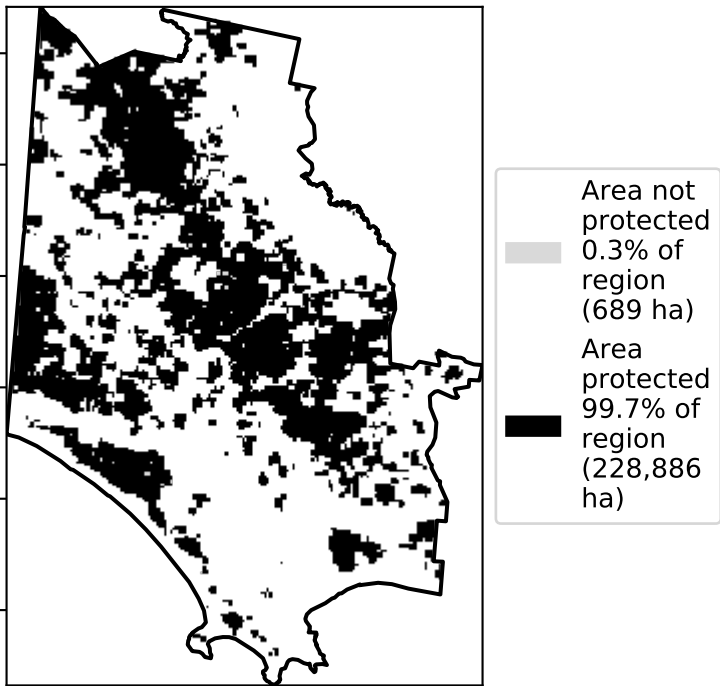 Area not
protected
0.3% of
region
(689 ha)
Area
protected
99.7% of
region
(228,886
ha)